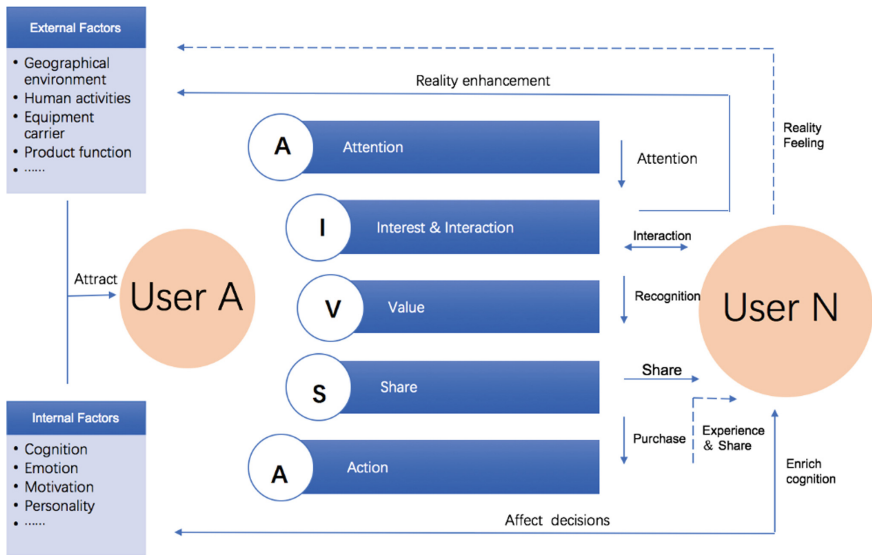 External Factors
• Geographical
environment
• Human activities
• Equipment
carrier
• Product function
• ......
Reality enhancement
Reality
Feeling
A
Attention
Attention
I
Interest & Interaction
Interaction
Attract
User A
V
Value
Recognition
User N
S
Share
Share
Purchase
Experience
& Share
A
Action
Internal Factors
• Cognition
• Emotion
• Motivation
• Personality
• ......
Enrich
cognition
Affect decisions